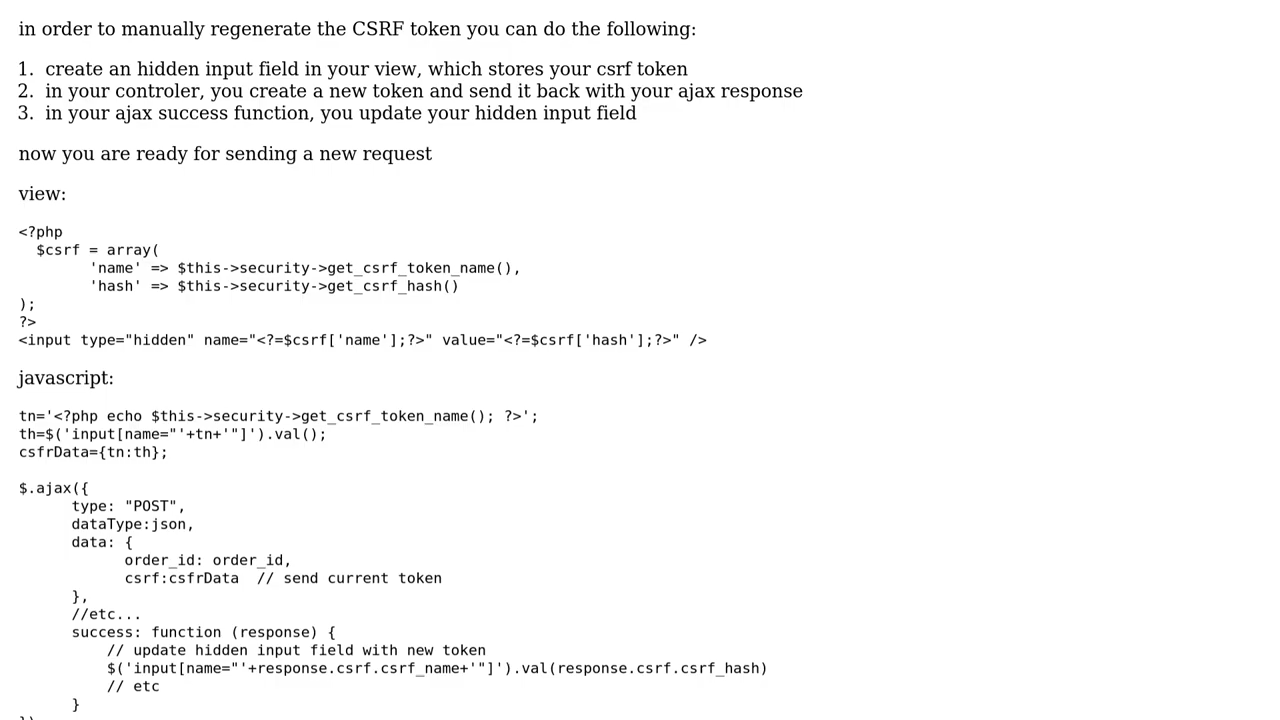 in order to manually regenerate the CSRF token you can do the following:
1. create an hidden input field in your view, which stores your csrf token
2. in your controler, you create a new token and send it back with your ajax response
3. in your ajax success function, you update your hidden input field
now you are ready for sending a new request
view:
<?php
  $csrf = array(
        'name' => $this->security->get_csrf_token_name(),
        'hash' => $this->security->get_csrf_hash()
);
?>
<input type="hidden" name="<?=$csrf['name'];?>" value="<?=$csrf['hash'];?>" />
javascript:
tn='<?php echo $this->security->get_csrf_token_name(); ?>';
th=$('input[name="'+tn+'"]').val();
csfrData={tn:th};
$.ajax({
      type: "POST",
      dataType:json,
      data: {
            order_id: order_id,
            csrf:csfrData  // send current token
      },
      //etc...
      success: function (response) {
          // update hidden input field with new token
          $('input[name="'+response.csrf.csrf_name+'"]').val(response.csrf.csrf_hash)
          // etc
      }